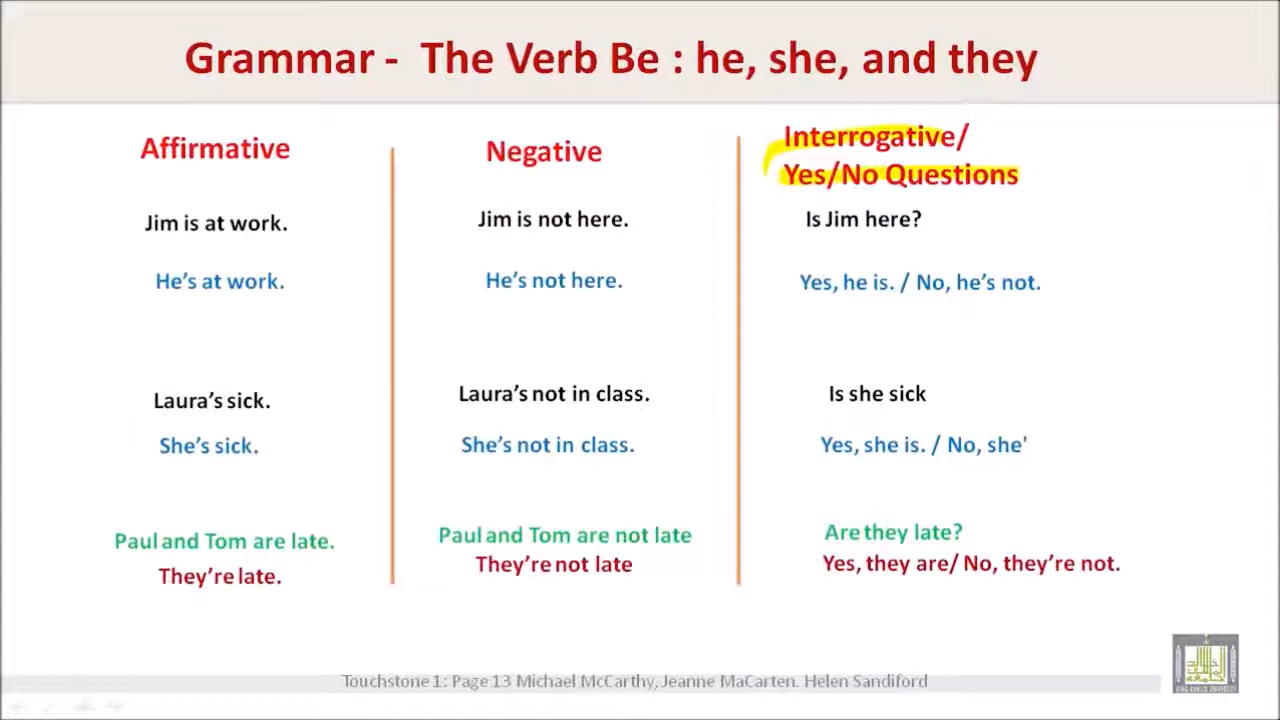 Grammar - The Verb Be : he, she, and they
Affirmative
Jim is at work.
He’s at work.
Laura’s sick.
She’s sick.
Paul and Tom are late.
They’re late.
Negative
Jim is not here.
He’s not here.
Laura’s not in class.
She’s not in class.
Paul and Tom are not late
They’re not late
Interrogative/
Yes/No Questions
Is Jim here?
Yes, he is. / No, he’s not.
Is she sick
Yes, she is. / No, she'
Are they late?
Yes, they are/ No, they’re not.
Touchstone 1: Page 13 Michael McCarthy, Jeanne MaCarten. Helen Sandiford